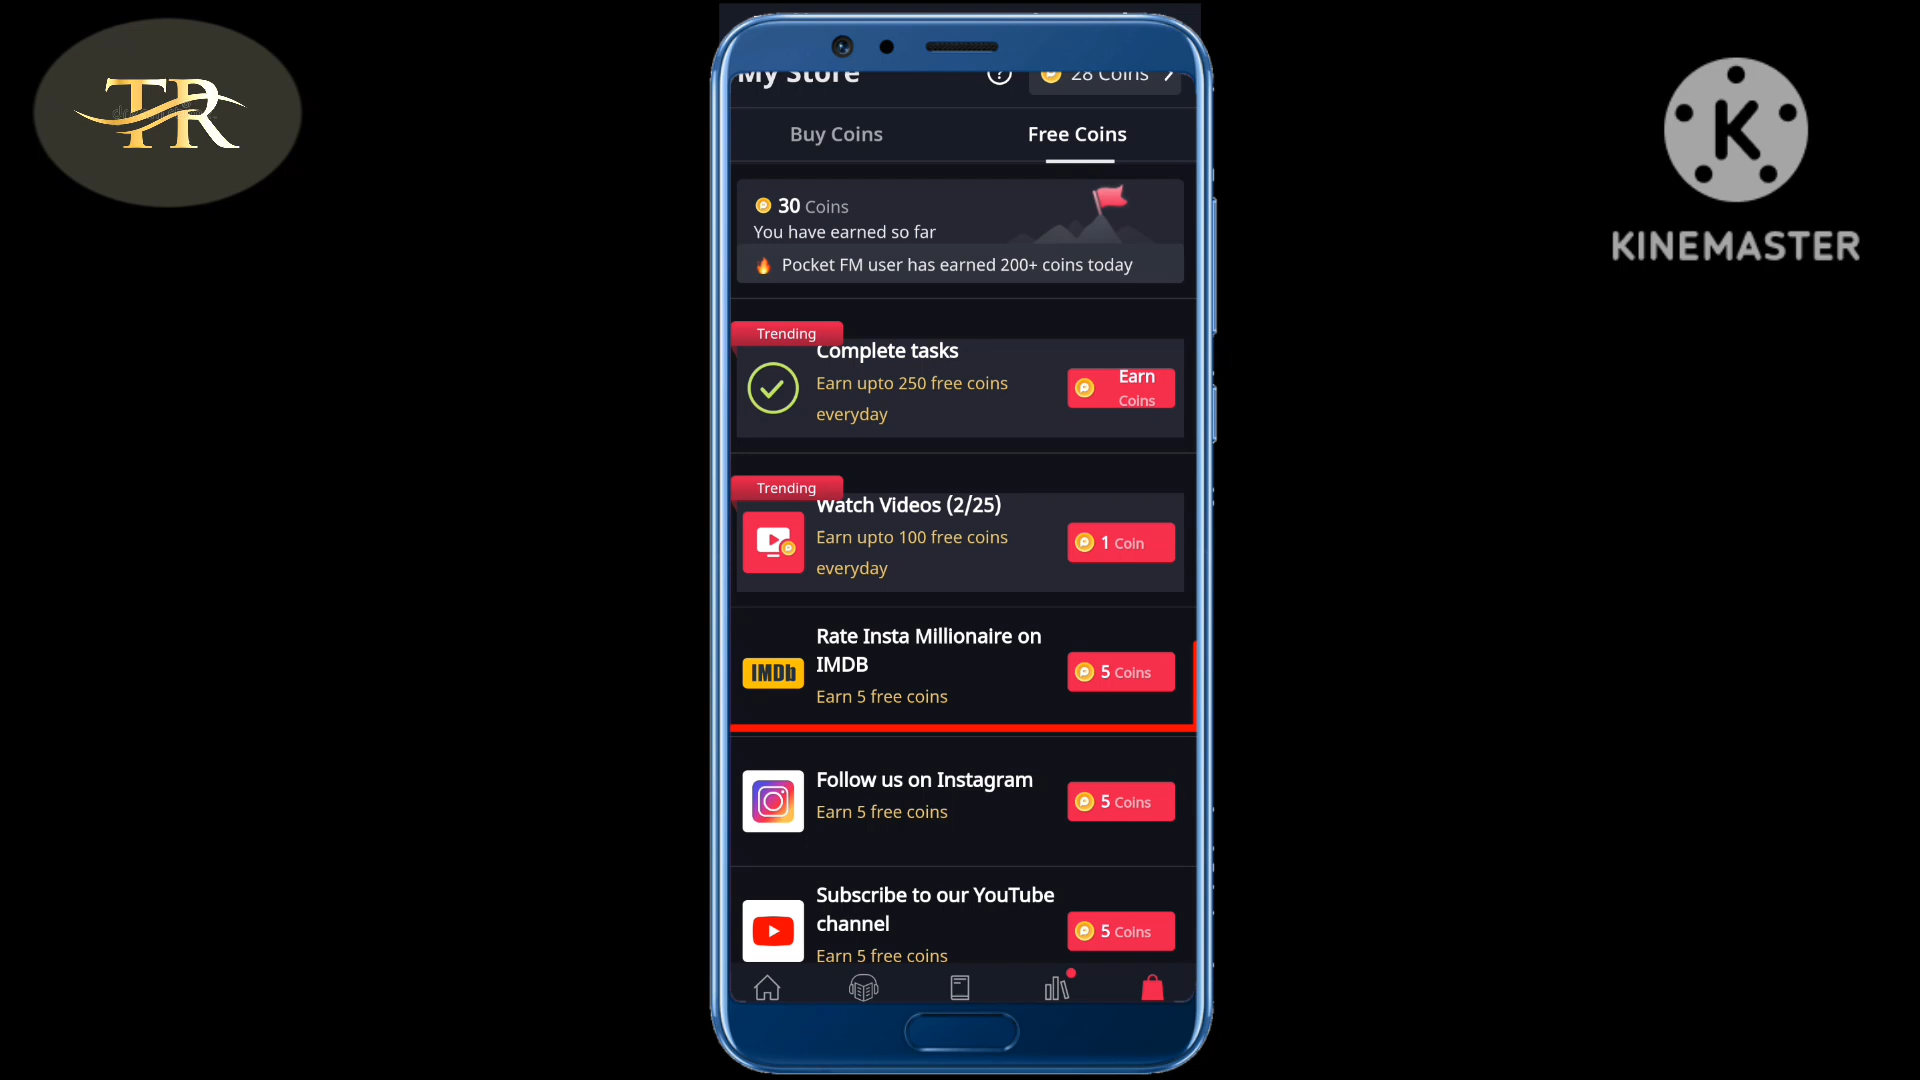 TR
KINEMASTER
My Store
28 Coins
Buy Coins
Free Coins
30 Coins
You have earned so far
Pocket FM user has earned 200+ coins today
Trending
Complete tasks
Earn upto 250 free coins
everyday
Earn
Coins
Trending
Watch Videos (2/25)
Earn upto 100 free coins
everyday
1 Coin
IMDb
Rate Insta Millionaire on
IMDB
Earn 5 free coins
5 Coins
Follow us on Instagram
Earn 5 free coins
5 Coins
Subscribe to our YouTube
channel
Earn 5 free coins
5 Coins